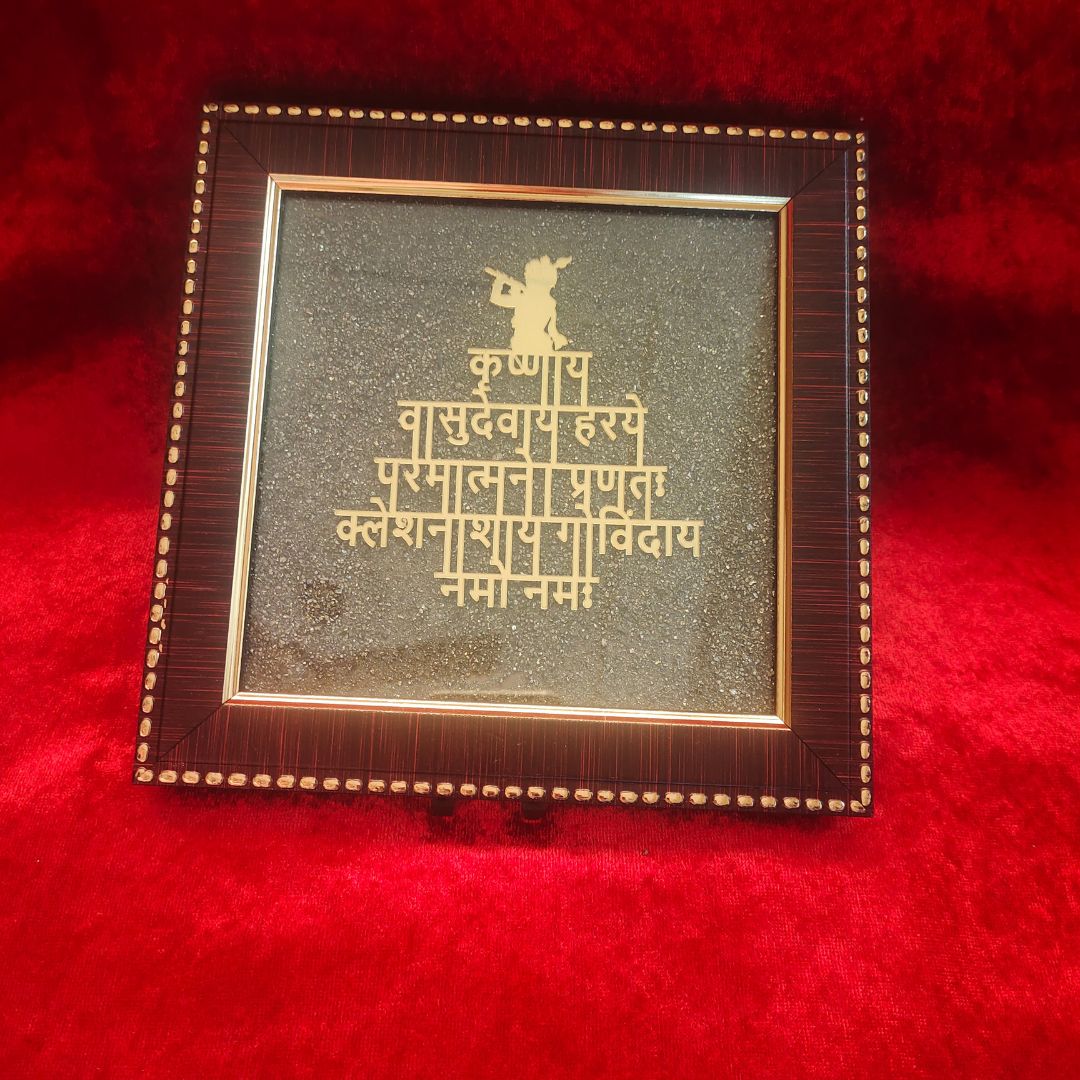 कृष्णाय
वासुदेवाय हरये
परमात्मने। प्रणतः
क्लेशनाशाय गोविंदाय
नमो नमः